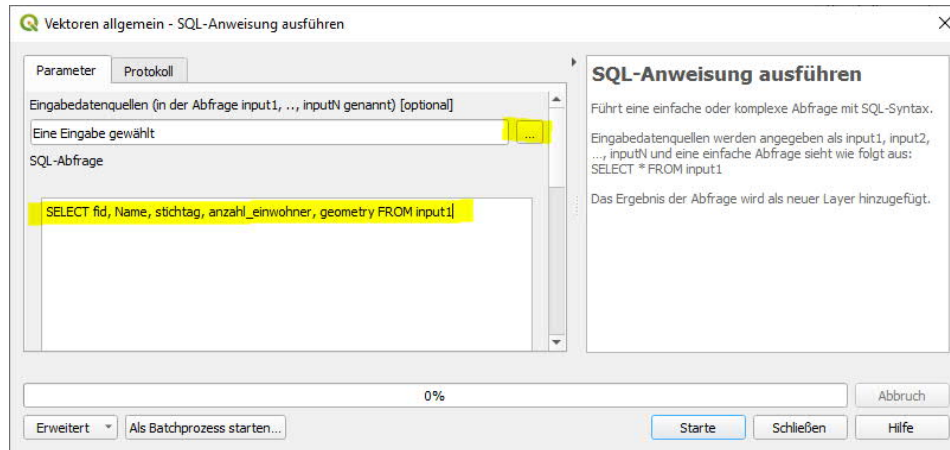 Vektoren allgemein - SQL-Anweisung ausführen
Parameter
Protokoll
Eingabedatenquellen (in der Abfrage input1, .., inputN genannt) [optional]
Eine Eingabe gewählt
...
SQL-Abfrage
SELECT fid, Name, stichtag, anzahl_einwohner, geometry FROM input1
SQL-Anweisung ausführen
Führt eine einfache oder komplexe Abfrage mit SQL-Syntax.
Eingabedatenquellen werden angegeben als input1, input2,
..., inputN und eine einfache Abfrage sieht wie folgt aus:
SELECT * FROM input1
Das Ergebnis der Abfrage wird als neuer Layer hinzugefügt.
0%
Abbruch
Erweitert
Als Batchprozess starten...
Starte
Schließen
Hilfe